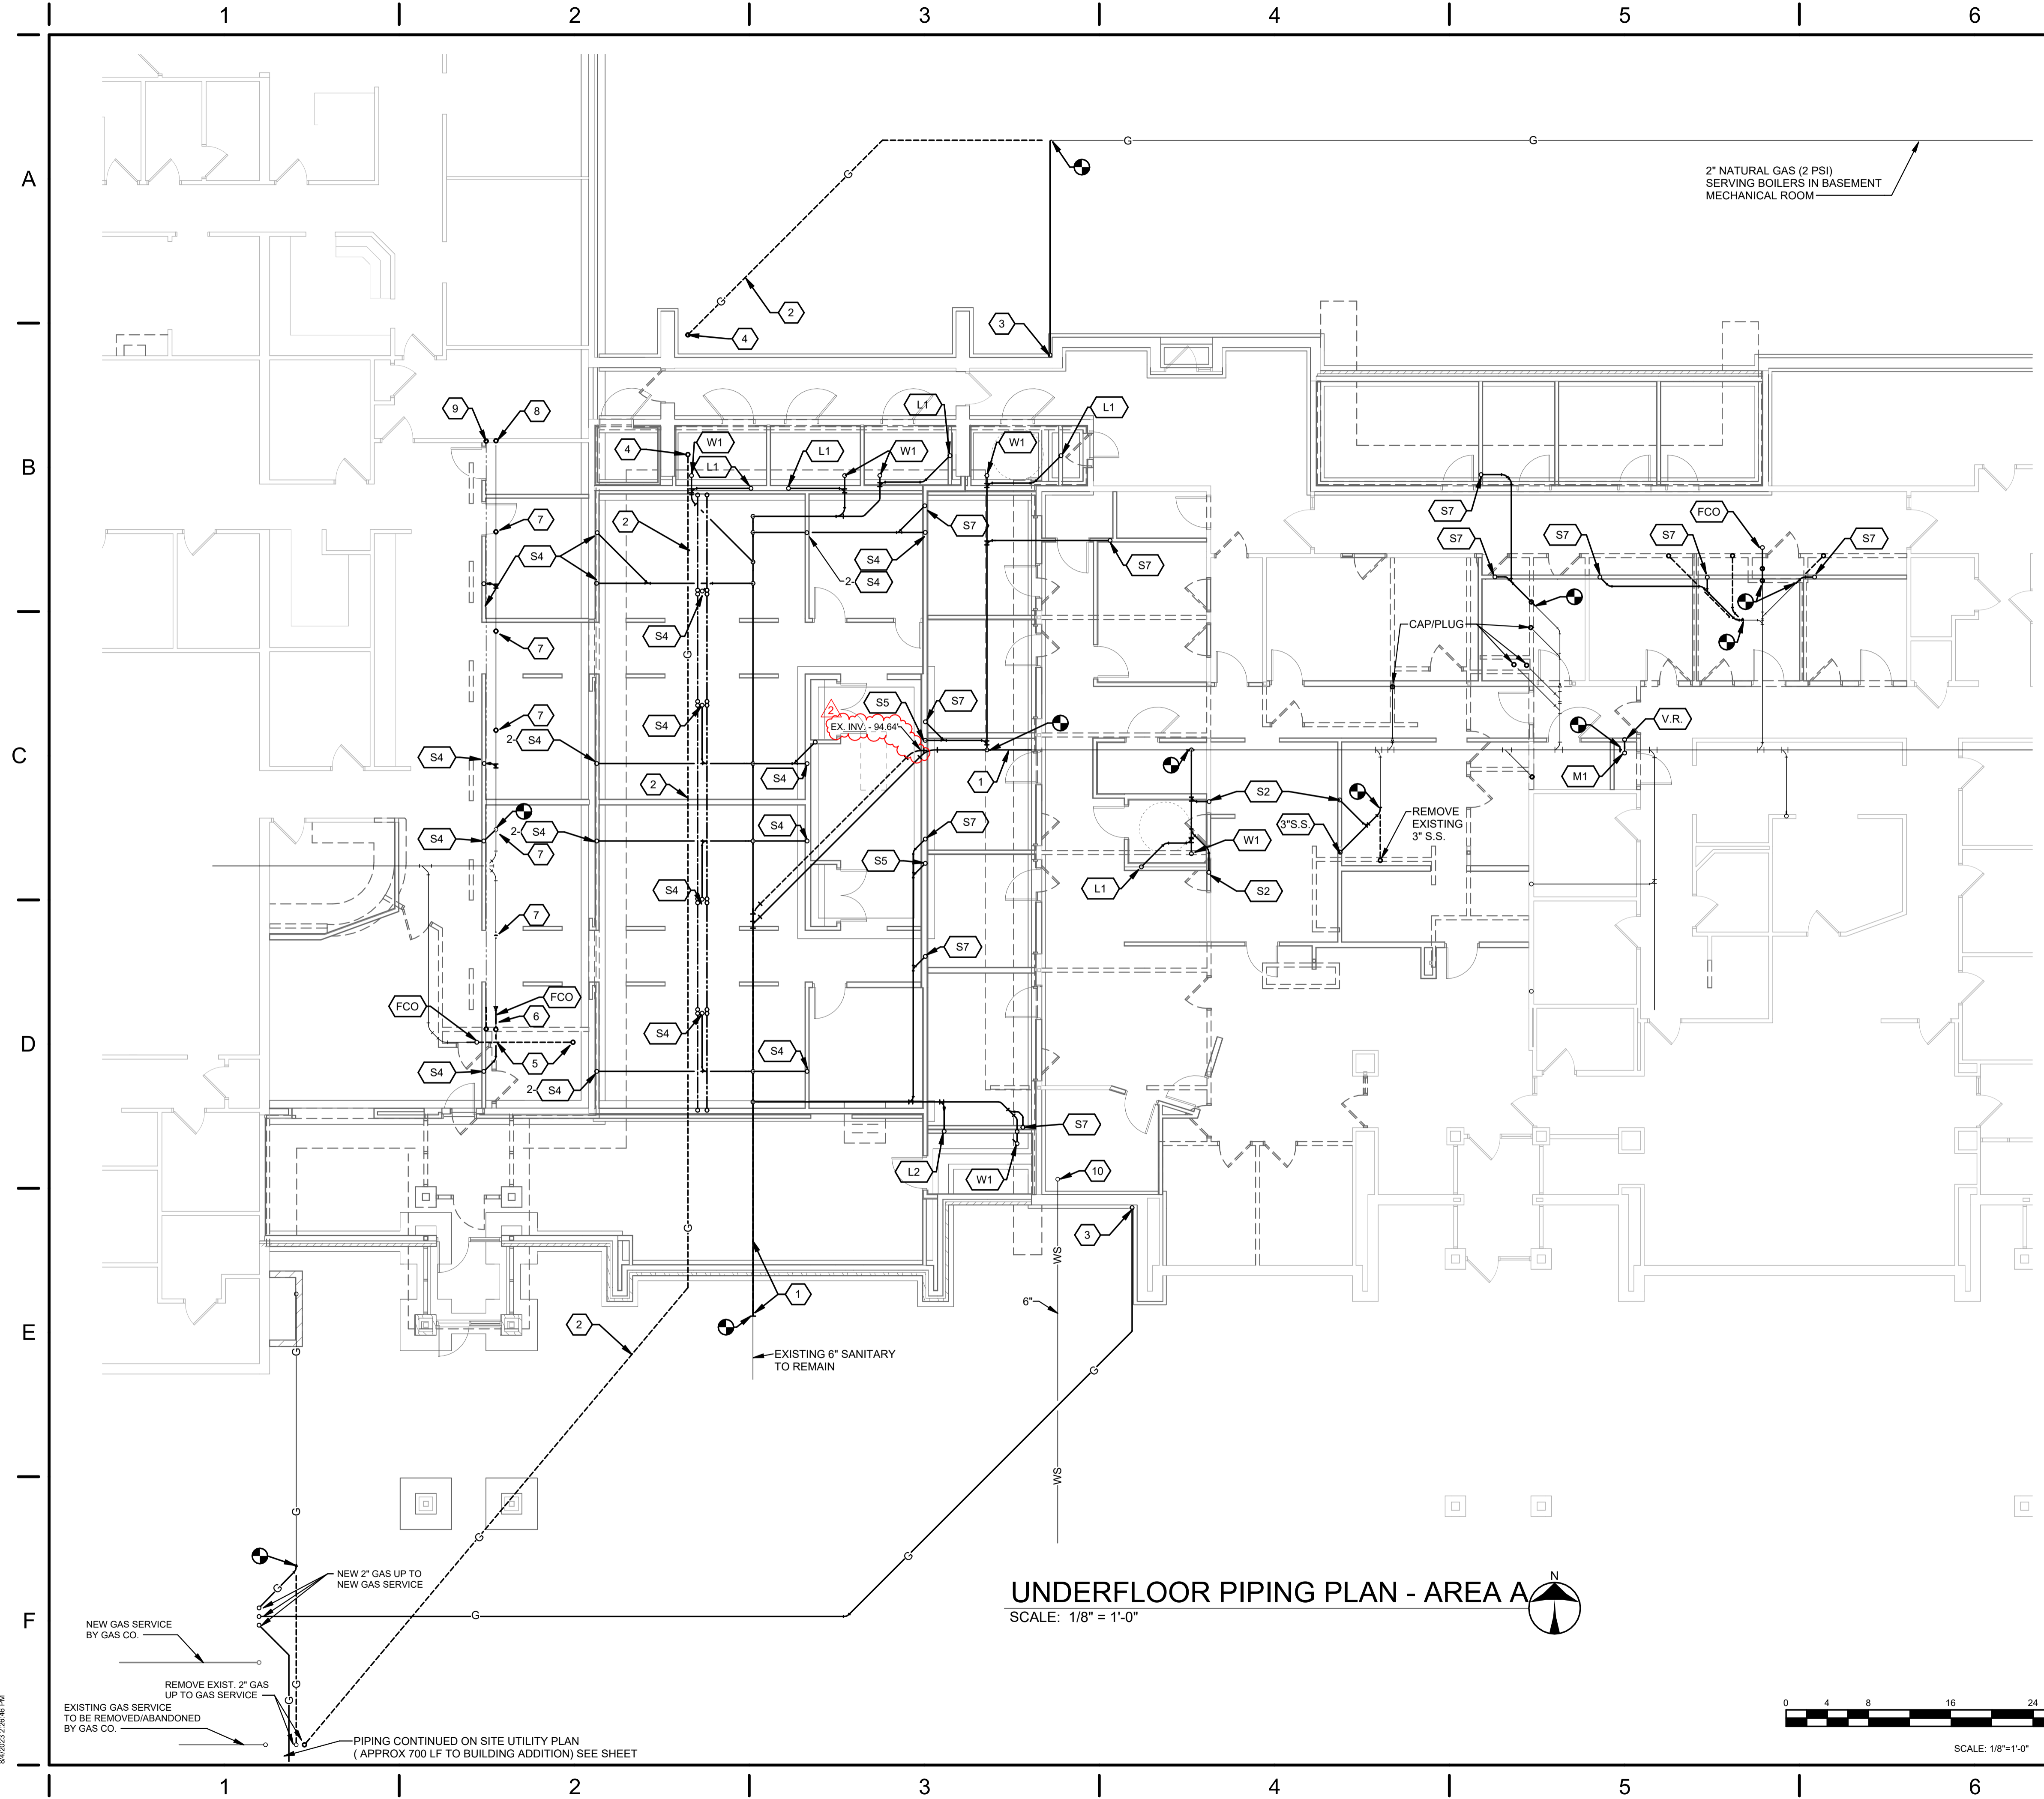 1 2 3 4 5 6
A
G G
2" NATURAL GAS (2 PSI)
SERVING BOILERS IN BASEMENT
MECHANICAL ROOM
G
G
2
4
3
B
9 8
L1 L1
4 W1 L1 W1 W1
L1
7 2 S7
S4 S4
2- S4
S7
S7 FCO
S7 S7 S7 S7
S4
G
CAP/PLUG
7
C
S5 S7
2
EX. INV. - 94.64'
7
S4
2- S4
S4 S4
1
V.R.
M1
2
S2
3"S.S.
REMOVE
EXISTING
3" S.S.
S4 2- S4 S4 S7
7
W1
S5
S4
L1 S2
7
S7
D
FCO FCO
6
S4
5
S4
S4
2- S4
S7
L2
W1 10
G
3
WS
E
1
6"
2
G
EXISTING 6" SANITARY
TO REMAIN
G
WS
G
G
G
NEW 2" GAS UP TO
NEW GAS SERVICE
G
UNDERFLOOR PIPING PLAN - AREA A
N
SCALE: 1/8" = 1'-0"
F
G
NEW GAS SERVICE
BY GAS CO.
REMOVE EXIST. 2" GAS
UP TO GAS SERVICE
G
G
EXISTING GAS SERVICE
TO BE REMOVED/ABANDONED
BY GAS CO.
PIPING CONTINUED ON SITE UTILITY PLAN
( APPROX 700 LF TO BUILDING ADDITION) SEE SHEET
0 4 8 16 24
SCALE: 1/8"=1'-0"
8/4/2023 2:26:46 PM
1 2 3 4 5 6